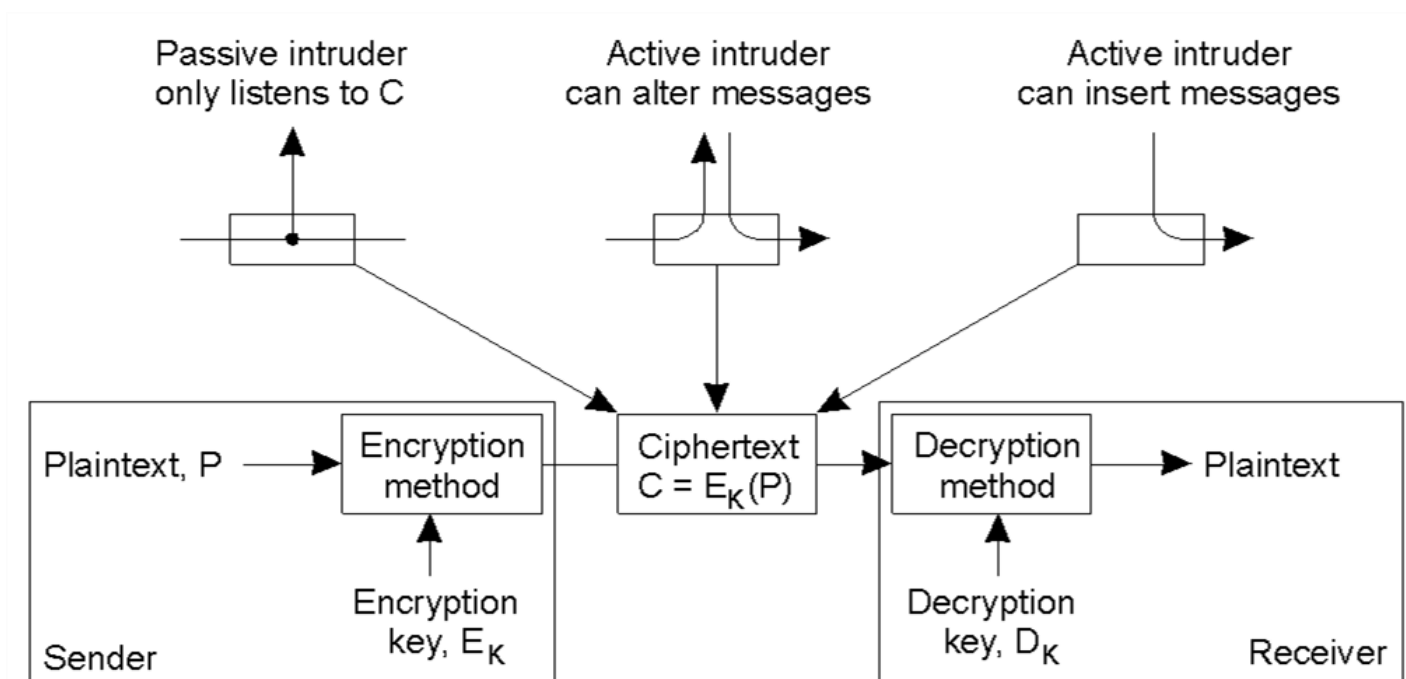 Passive intruder
only listens to C
Active intruder
can alter messages
Active intruder
can insert messages
Plaintext, P
Encryption
method
Ciphertext
C = E_K(P)
Decryption
method
Plaintext
Encryption
key, E_K
Decryption
key, D_K
Sender
Receiver